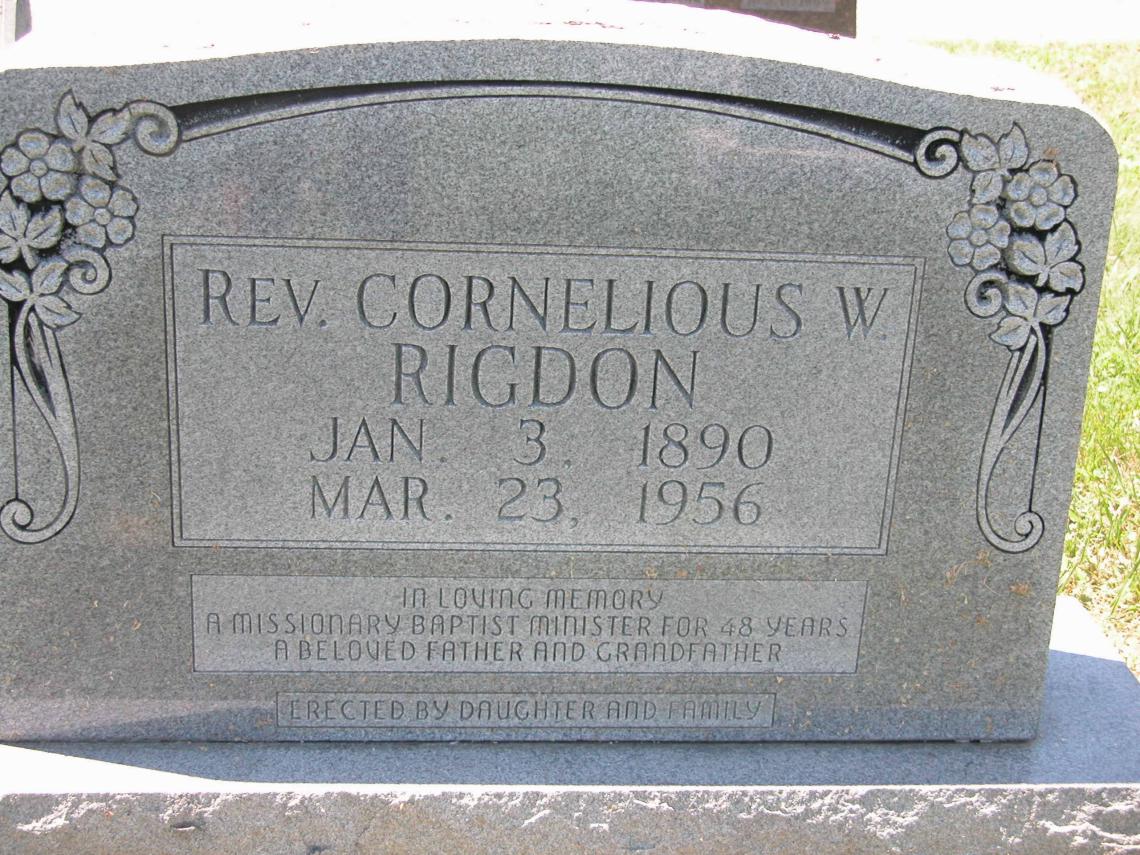 REV. CORNELIOUS W.
RIGDON
JAN. 3, 1890
MAR. 23, 1956
IN LOVING MEMORY
A MISSIONARY BAPTIST MINISTER FOR 48 YEARS
A BELOVED FATHER AND GRANDFATHER
ERECTED BY DAUGHTER AND FAMILY